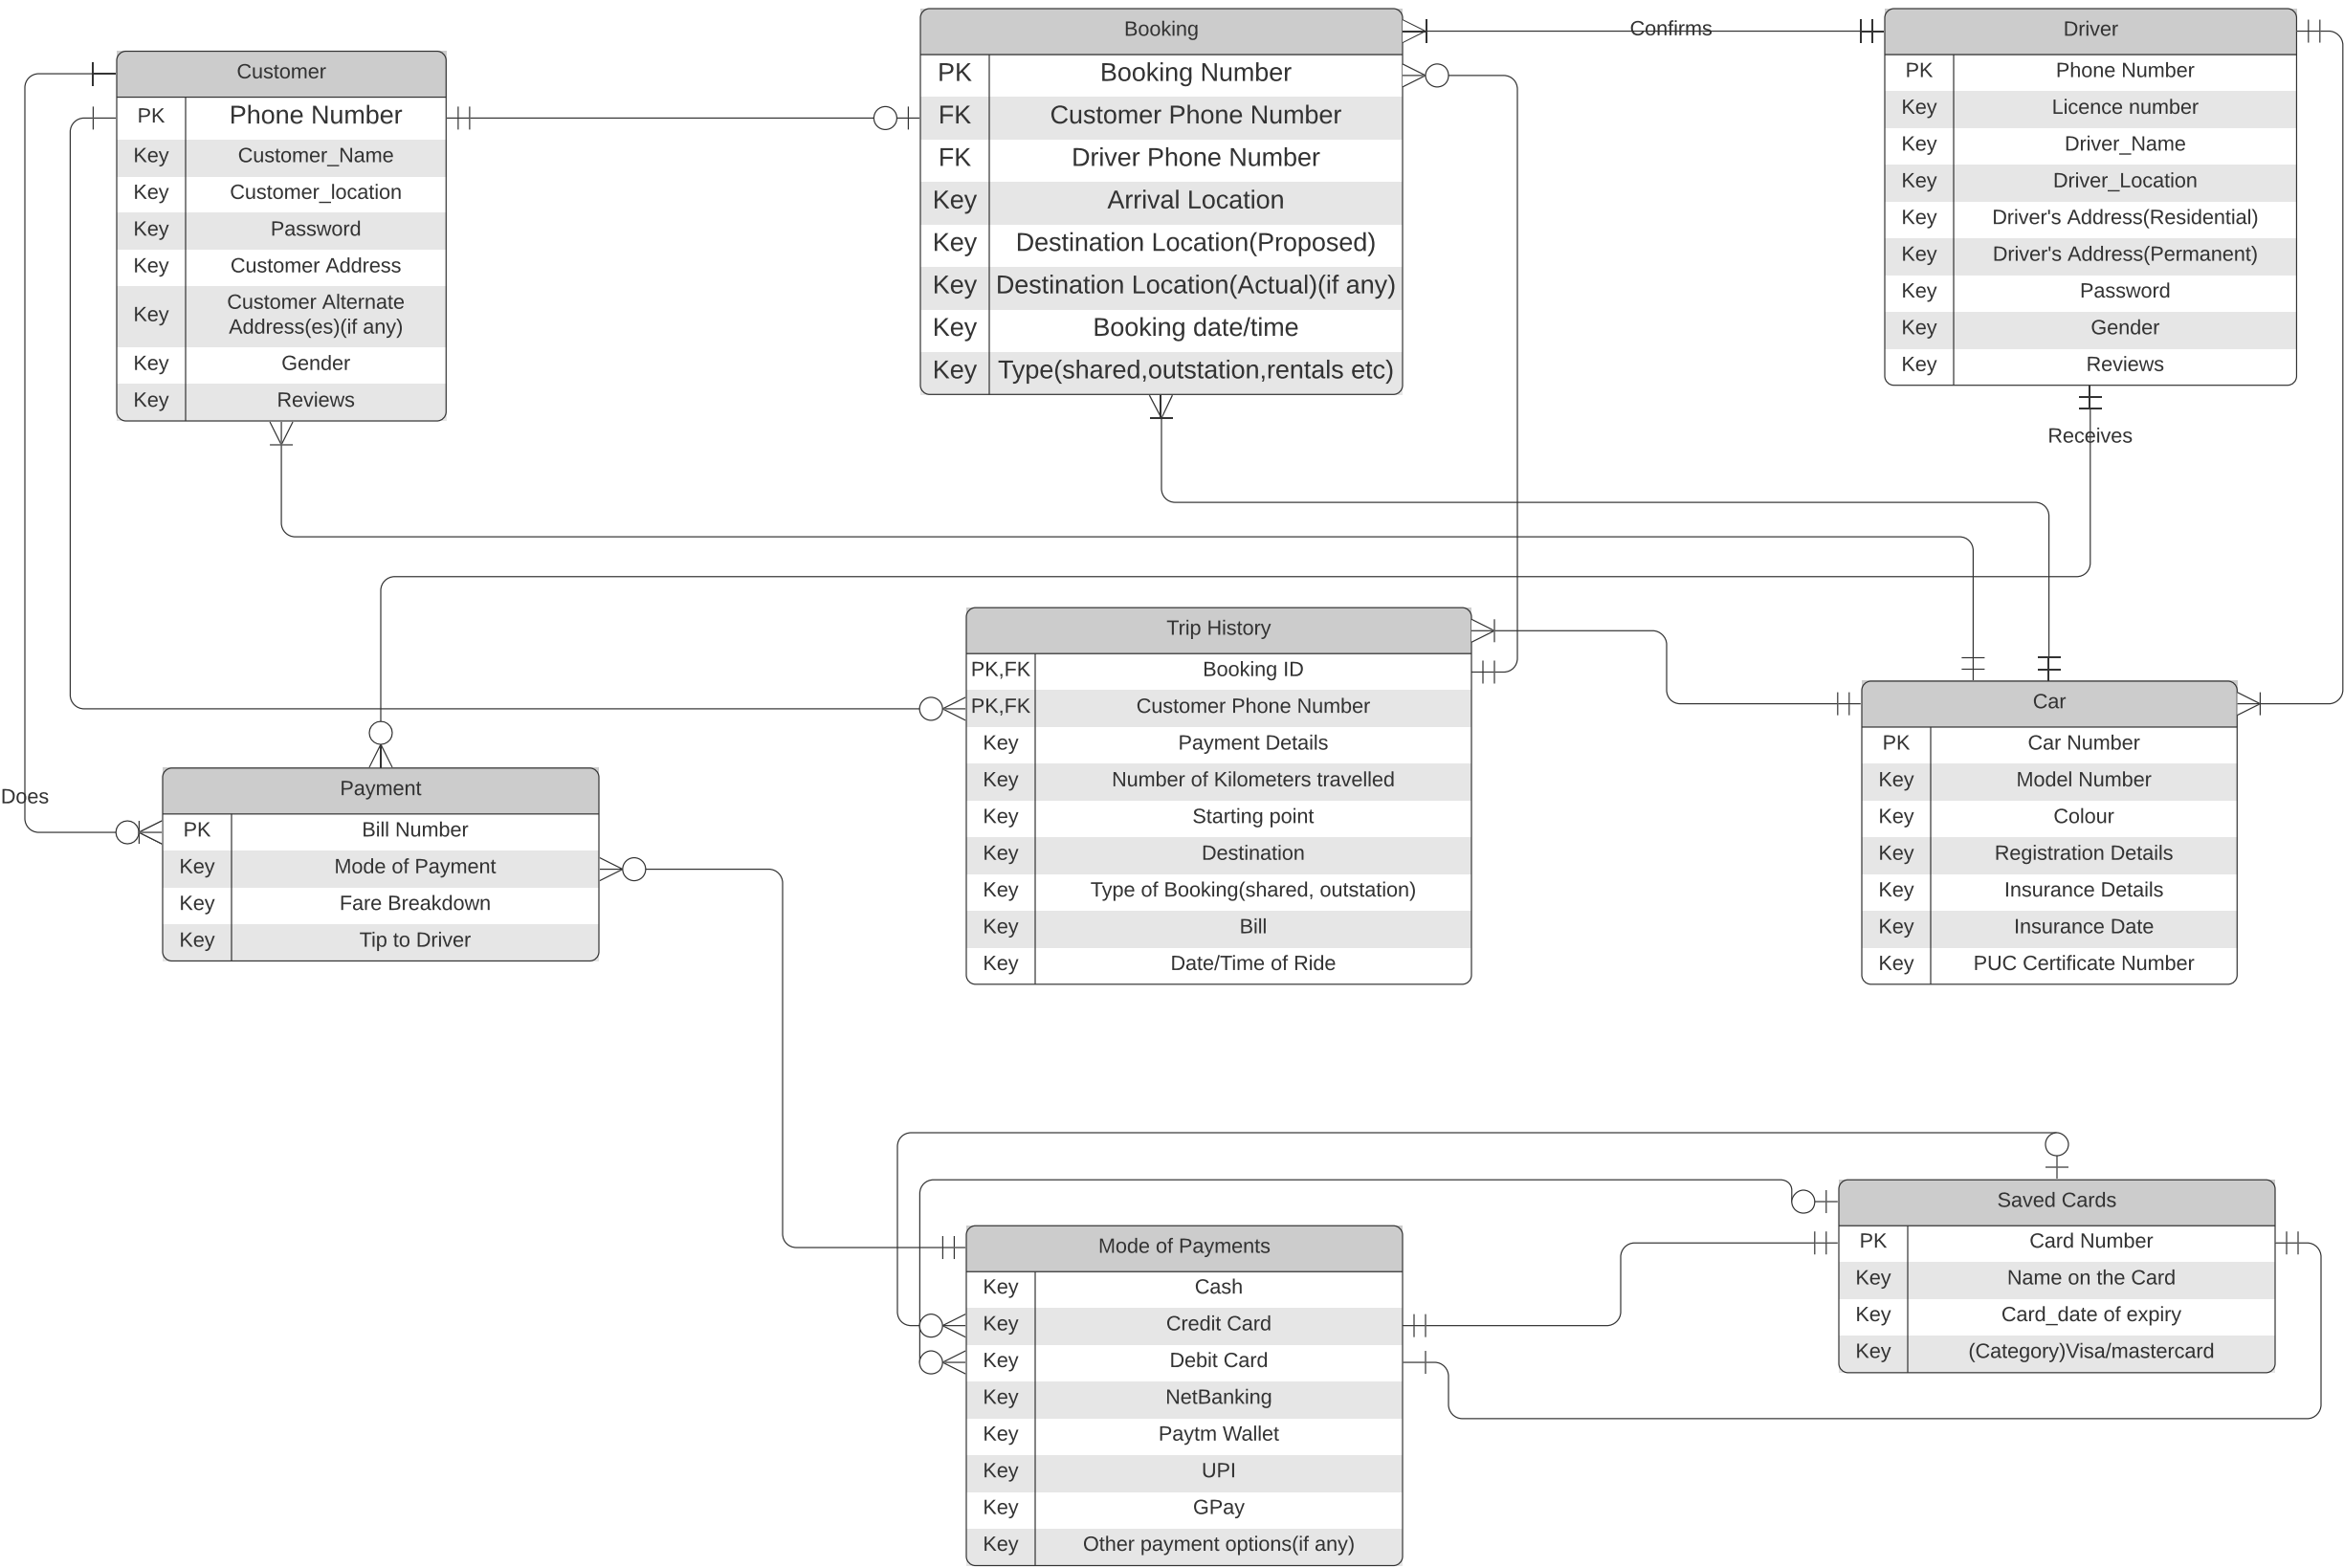 Customer
PK Phone Number
Key Customer_Name
Key Customer_location
Key Password
Key Customer Address
Key Customer Alternate
Address(es)(if any)
Key Gender
Key Reviews
Booking
PK Booking Number
FK Customer Phone Number
FK Driver Phone Number
Key Arrival Location
Key Destination Location(Proposed)
Key Destination Location(Actual)(if any)
Key Booking date/time
Key Type(shared,outstation,rentals etc)
Confirms
Driver
PK Phone Number
Key Licence number
Key Driver_Name
Key Driver_Location
Key Driver's Address(Residential)
Key Driver's Address(Permanent)
Key Password
Key Gender
Key Reviews
Receives
Does
Payment
PK Bill Number
Key Mode of Payment
Key Fare Breakdown
Key Tip to Driver
Trip History
PK,FK Booking ID
PK,FK Customer Phone Number
Key Payment Details
Key Number of Kilometers travelled
Key Starting point
Key Destination
Key Type of Booking(shared, outstation)
Key Bill
Key Date/Time of Ride
Car
PK Car Number
Key Model Number
Key Colour
Key Registration Details
Key Insurance Details
Key Insurance Date
Key PUC Certificate Number
Mode of Payments
Key Cash
Key Credit Card
Key Debit Card
Key NetBanking
Key Paytm Wallet
Key UPI
Key GPay
Key Other payment options(if any)
Saved Cards
PK Card Number
Key Name on the Card
Key Card_date of expiry
Key (Category)Visa/mastercard